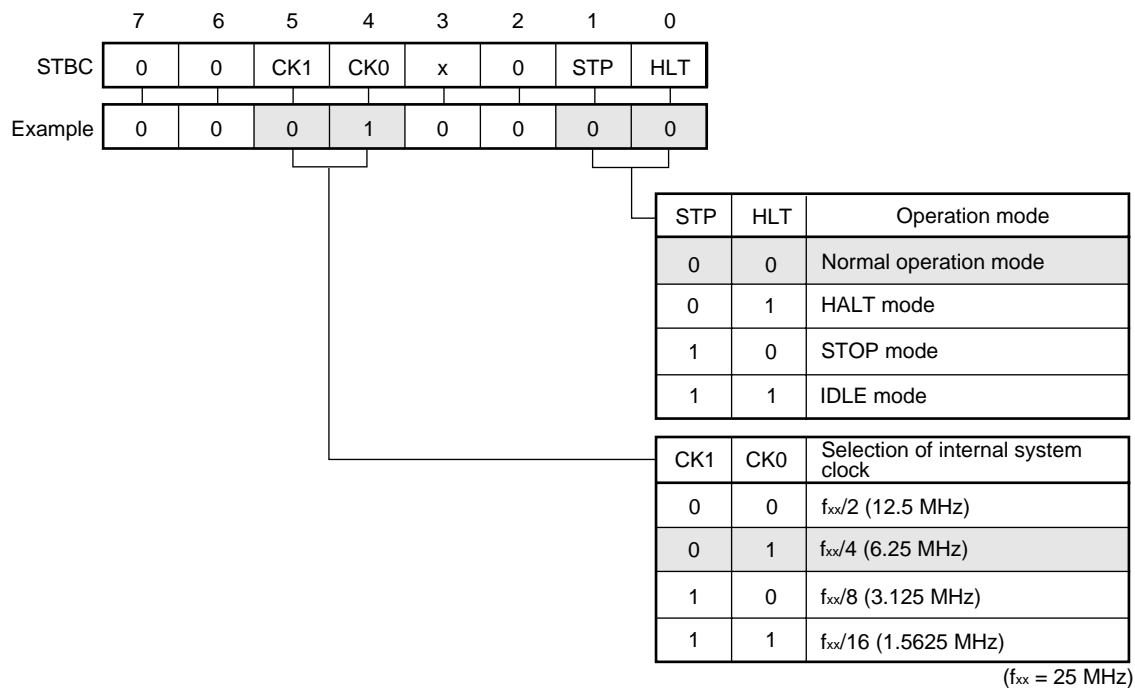 7 6 5 4 3 2 1 0
STBC 0 0 CK1 CK0 x 0 STP HLT
Example 0 0 0 1 0 0 0 0
STP HLT Operation mode
0 0 Normal operation mode
0 1 HALT mode
1 0 STOP mode
1 1 IDLE mode
CK1 CK0 Selection of internal system
clock
0 0 fxx/2 (12.5 MHz)
0 1 fxx/4 (6.25 MHz)
1 0 fxx/8 (3.125 MHz)
1 1 fxx/16 (1.5625 MHz)
(fxx = 25 MHz)